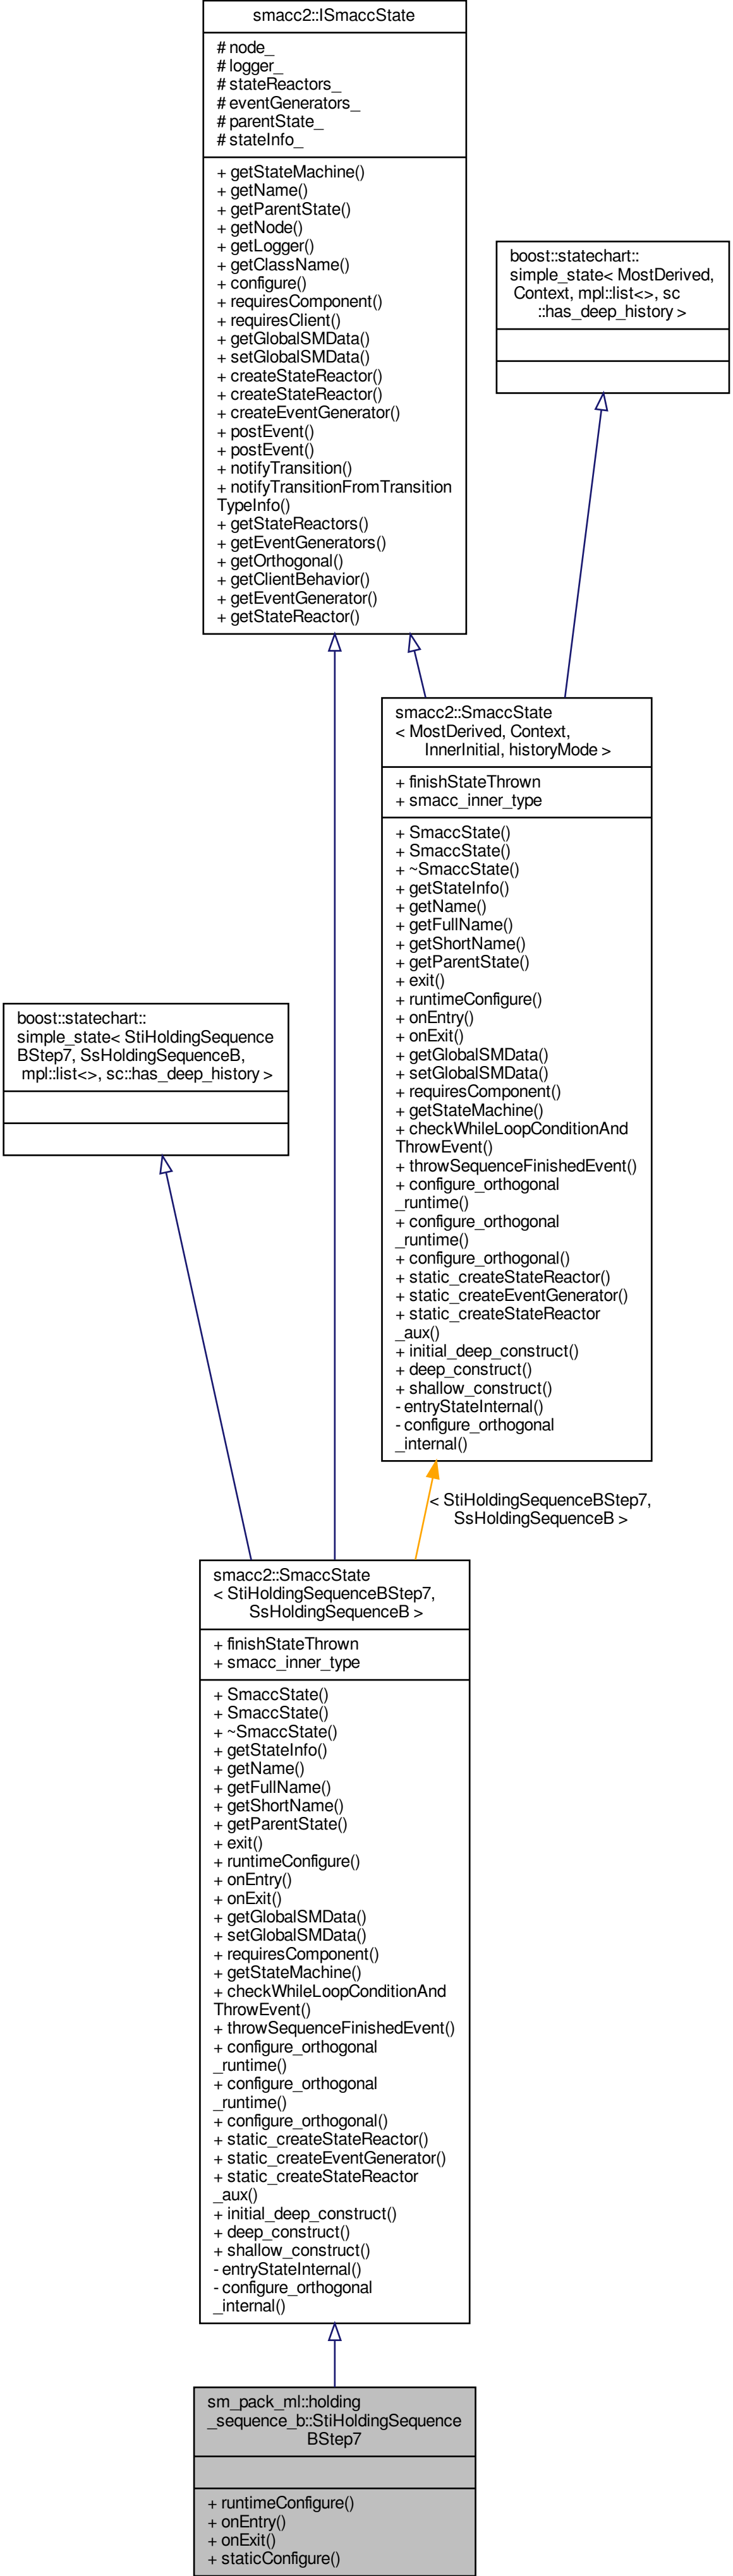 smacc2::ISmaccState
# node_
# logger_
# stateReactors_
# eventGenerators_
# parentState_
# stateInfo_
+ getStateMachine()
+ getName()
+ getParentState()
+ getNode()
+ getLogger()
+ getClassName()
+ configure()
+ requiresComponent()
+ requiresClient()
+ getGlobalSMData()
+ setGlobalSMData()
+ createStateReactor()
+ createStateReactor()
+ createEventGenerator()
+ postEvent()
+ postEvent()
+ notifyTransition()
+ notifyTransitionFromTransition
TypeInfo()
+ getStateReactors()
+ getEventGenerators()
+ getOrthogonal()
+ getClientBehavior()
+ getEventGenerator()
+ getStateReactor()
boost::statechart::
simple_state< MostDerived,
Context, mpl::list<>, sc
::has_deep_history >
smacc2::SmaccState
< MostDerived, Context,
InnerInitial, historyMode >
+ finishStateThrown
+ smacc_inner_type
+ SmaccState()
+ SmaccState()
+ ~SmaccState()
+ getStateInfo()
+ getName()
+ getFullName()
+ getShortName()
+ getParentState()
+ exit()
+ runtimeConfigure()
+ onEntry()
+ onExit()
+ getGlobalSMData()
+ setGlobalSMData()
+ requiresComponent()
+ getStateMachine()
+ checkWhileLoopConditionAnd
ThrowEvent()
+ throwSequenceFinishedEvent()
+ configure_orthogonal
_runtime()
+ configure_orthogonal
_runtime()
+ configure_orthogonal()
+ static_createStateReactor()
+ static_createEventGenerator()
+ static_createStateReactor
_aux()
+ initial_deep_construct()
+ deep_construct()
+ shallow_construct()
- entryStateInternal()
- configure_orthogonal
_internal()
boost::statechart::
simple_state< StiHoldingSequence
BStep7, SsHoldingSequenceB,
mpl::list<>, sc::has_deep_history >
< StiHoldingSequenceBStep7,
SsHoldingSequenceB >
smacc2::SmaccState
< StiHoldingSequenceBStep7,
SsHoldingSequenceB >
+ finishStateThrown
+ smacc_inner_type
+ SmaccState()
+ SmaccState()
+ ~SmaccState()
+ getStateInfo()
+ getName()
+ getFullName()
+ getShortName()
+ getParentState()
+ exit()
+ runtimeConfigure()
+ onEntry()
+ onExit()
+ getGlobalSMData()
+ setGlobalSMData()
+ requiresComponent()
+ getStateMachine()
+ checkWhileLoopConditionAnd
ThrowEvent()
+ throwSequenceFinishedEvent()
+ configure_orthogonal
_runtime()
+ configure_orthogonal
_runtime()
+ configure_orthogonal()
+ static_createStateReactor()
+ static_createEventGenerator()
+ static_createStateReactor
_aux()
+ initial_deep_construct()
+ deep_construct()
+ shallow_construct()
- entryStateInternal()
- configure_orthogonal
_internal()
sm_pack_ml::holding
_sequence_b::StiHoldingSequence
BStep7
+ runtimeConfigure()
+ onEntry()
+ onExit()
+ staticConfigure()